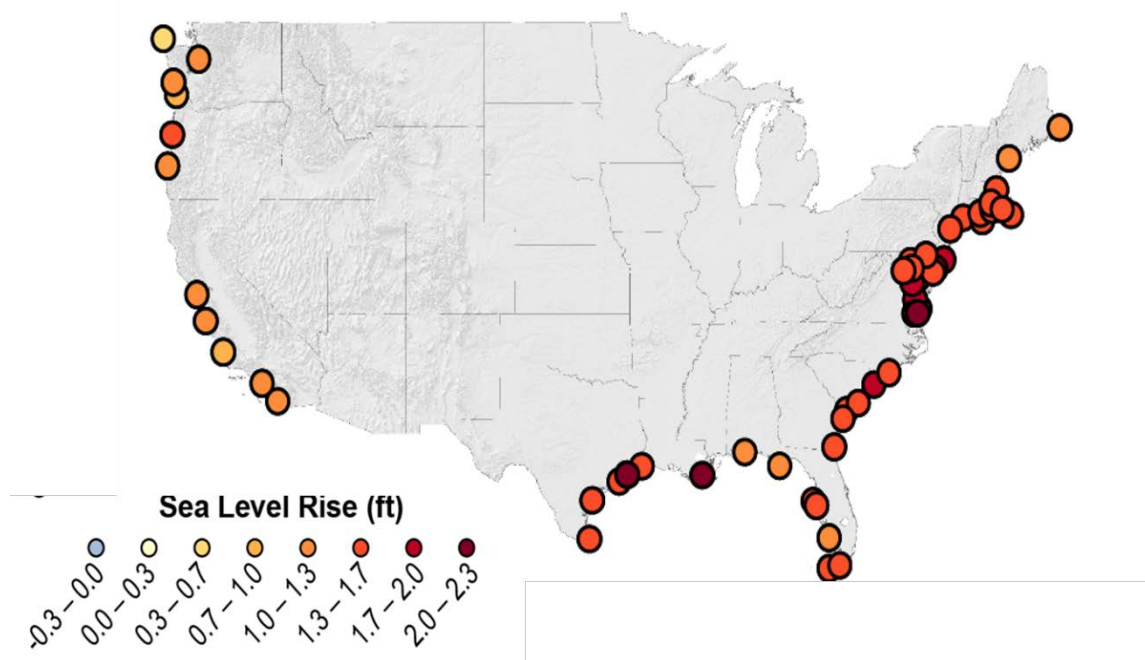 Sea Level Rise (ft)
-0.3 – 0.0
0.0 – 0.3
0.3 – 0.7
0.7 – 1.0
1.0 – 1.3
1.3 – 1.7
1.7 – 2.0
2.0 – 2.3